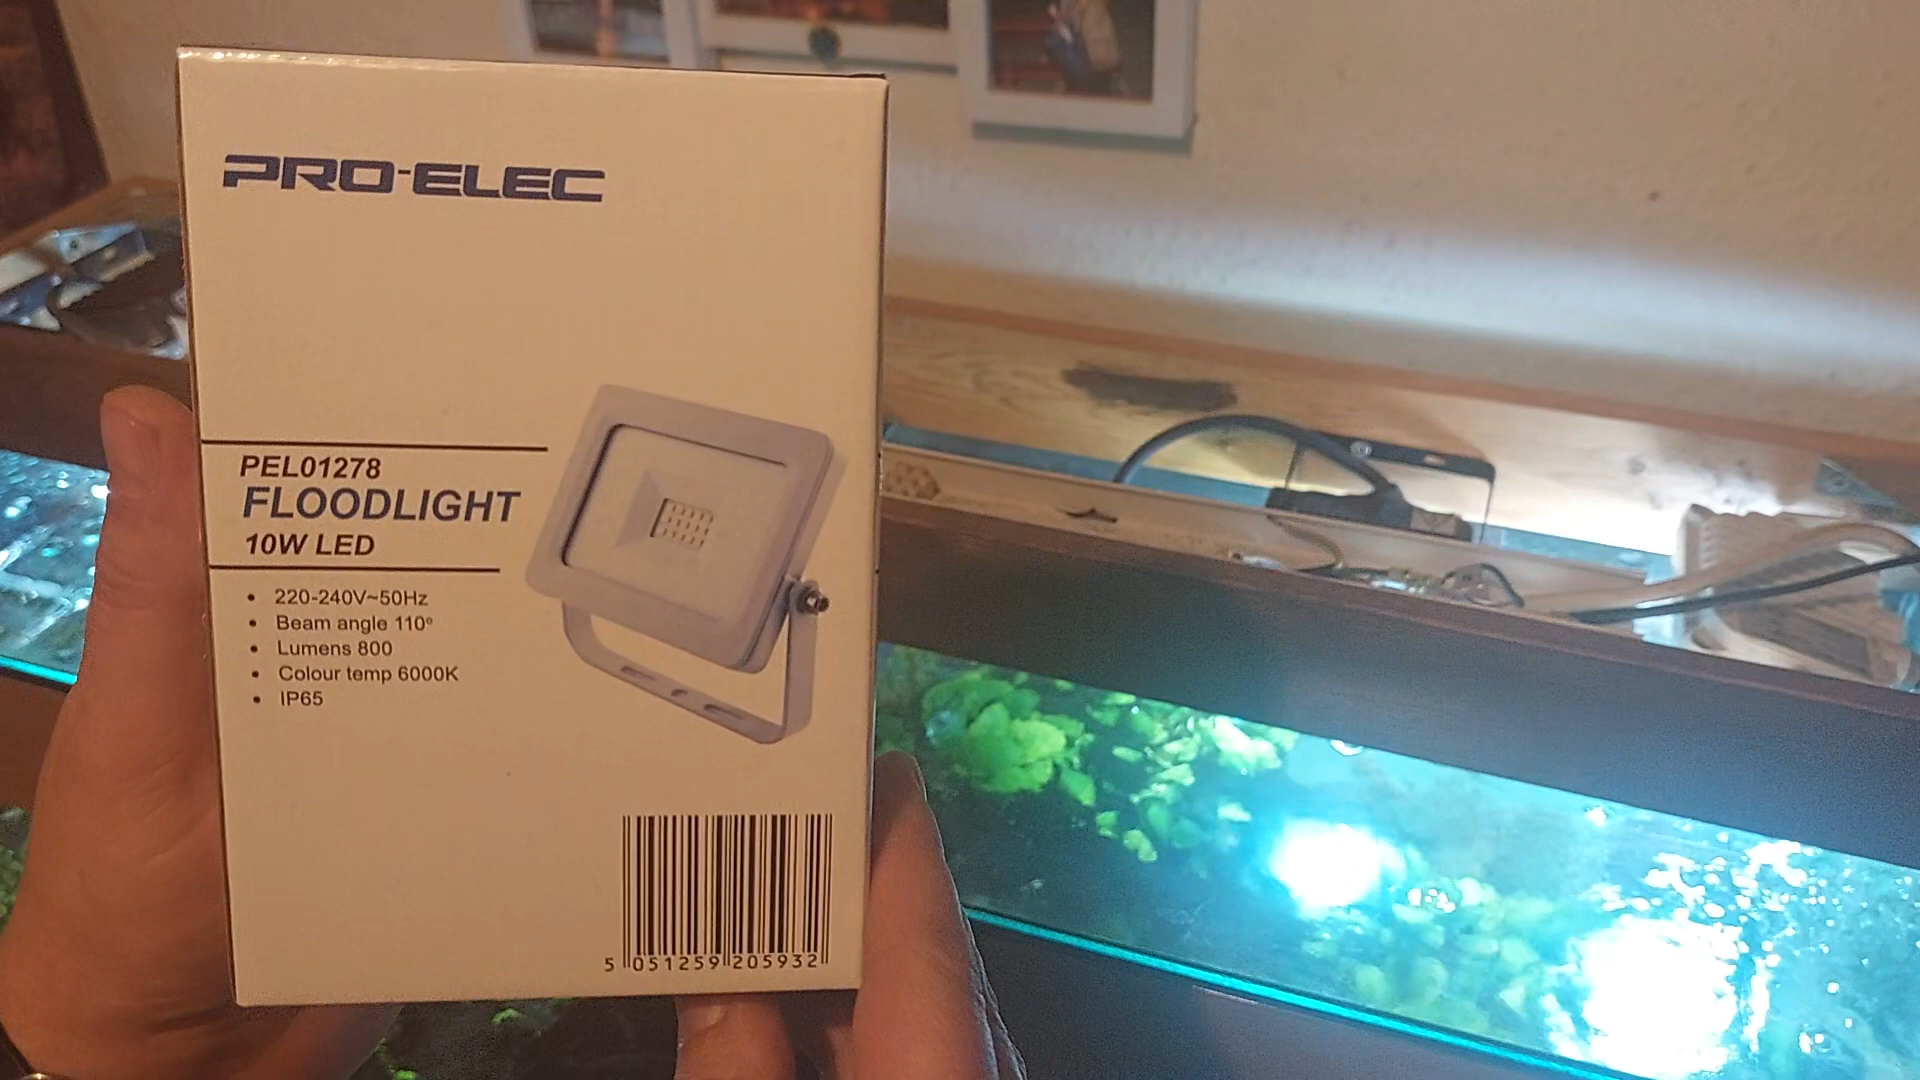 PRO-ELEC
PEL01278
FLOODLIGHT
10W LED
• 220-240V~50Hz
• Beam angle 110º
• Lumens 800
• Colour temp 6000K
• IP65
5 051259 205932